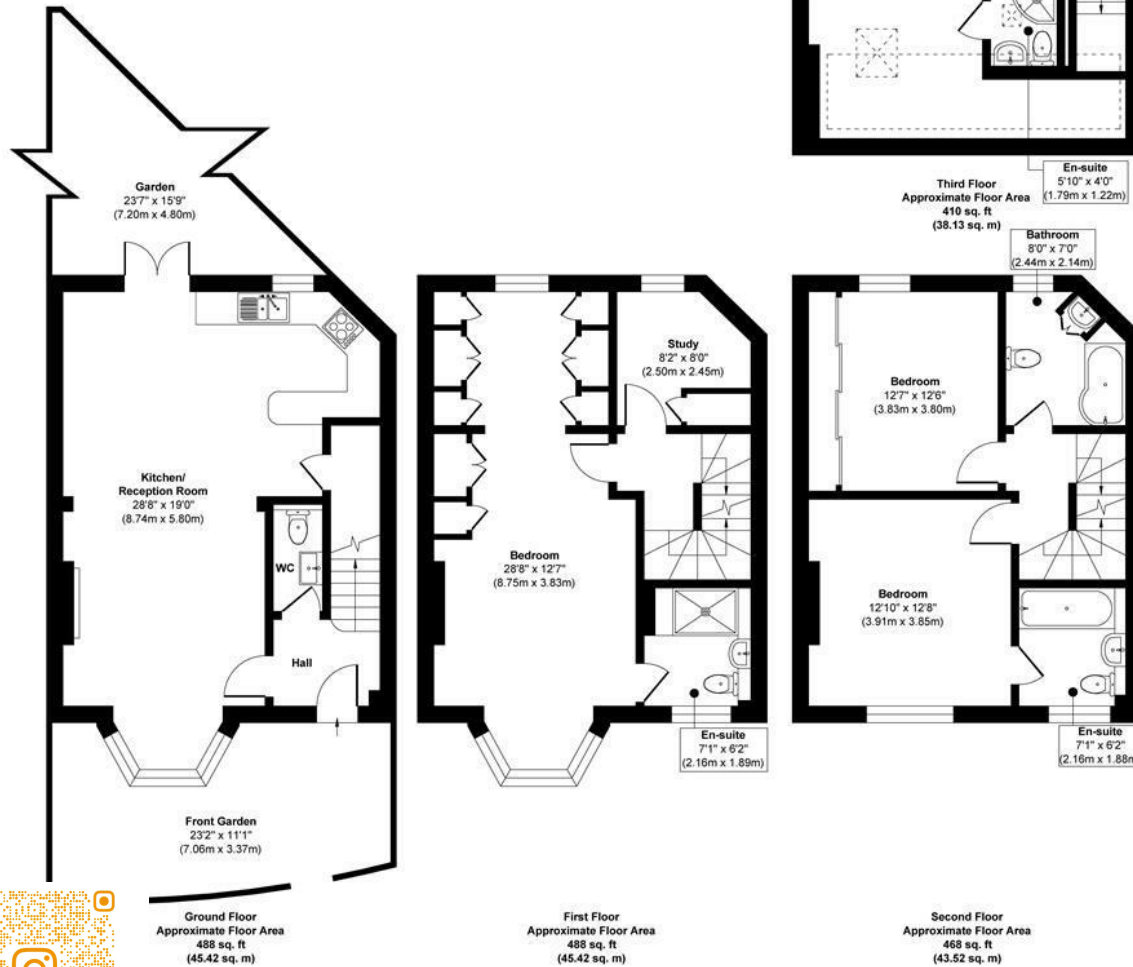 En-suite
5'10" x 4'0"
(1.79m x 1.22m)
Third Floor
Approximate Floor Area
410 sq. ft
(38.13 sq. m)
Garden
23'7" x 15'9"
(7.20m x 4.80m)
Bathroom
8'0" x 7'0"
(2.44m x 2.14m)
Study
8'2" x 8'0"
(2.50m x 2.45m)
Bedroom
12'7" x 12'6"
(3.83m x 3.80m)
Kitchen/
Reception Room
28'8" x 19'0"
(8.74m x 5.80m)
WC
Bedroom
28'8" x 12'7"
(8.75m x 3.83m)
Bedroom
12'10" x 12'8"
(3.91m x 3.85m)
Hall
En-suite
7'1" x 6'2"
(2.16m x 1.89m)
En-suite
7'1" x 6'2"
(2.16m x 1.88m
Front Garden
23'2" x 11'1"
(7.06m x 3.37m)
Ground Floor
Approximate Floor Area
488 sq. ft
(45.42 sq. m)
First Floor
Approximate Floor Area
488 sq. ft
(45.42 sq. m)
Second Floor
Approximate Floor Area
468 sq. ft
(43.52 sq. m)